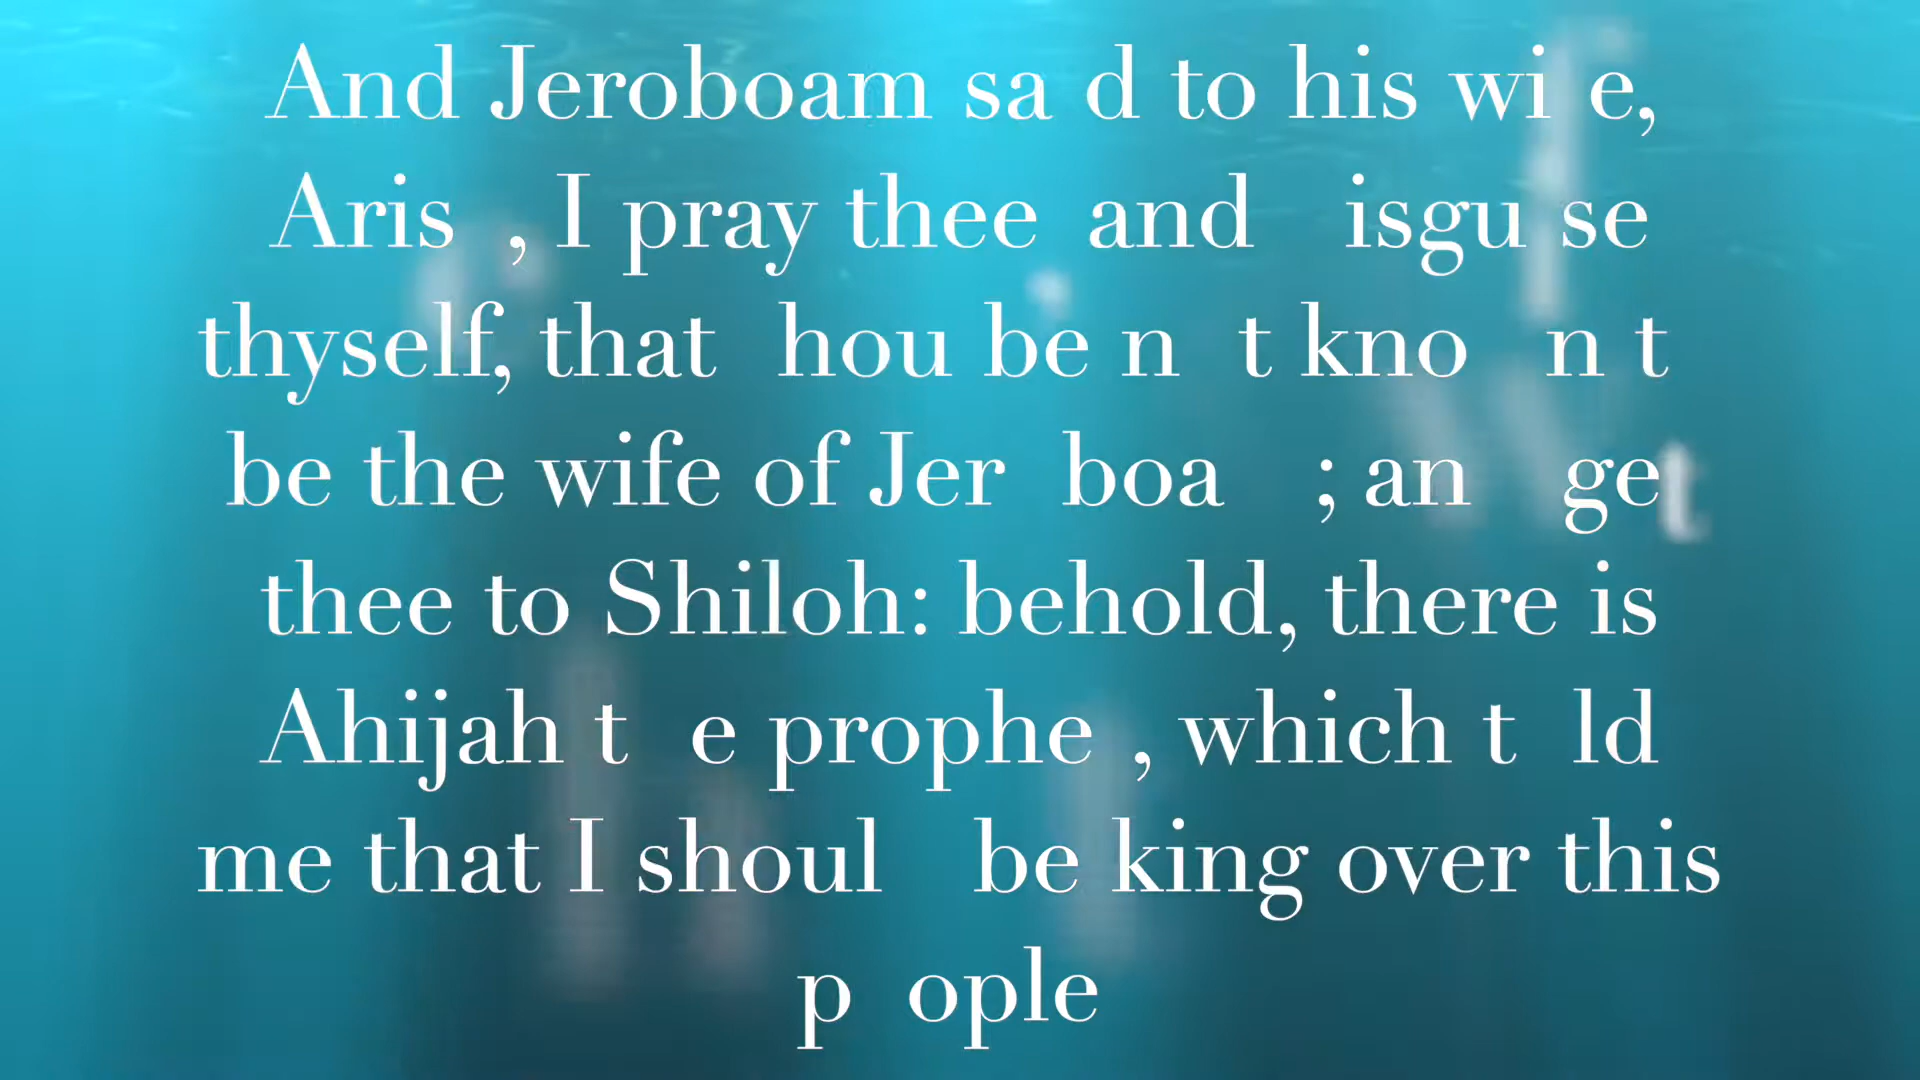 And Jeroboam sa d to his wi e,
Aris , I pray thee and isgu se
thyself, that hou be n t kno n t
be the wife of Jer boa ; an get
thee to Shiloh: behold, there is
Ahijah t e prophe , which t ld
me that I shoul be king over this
p ople